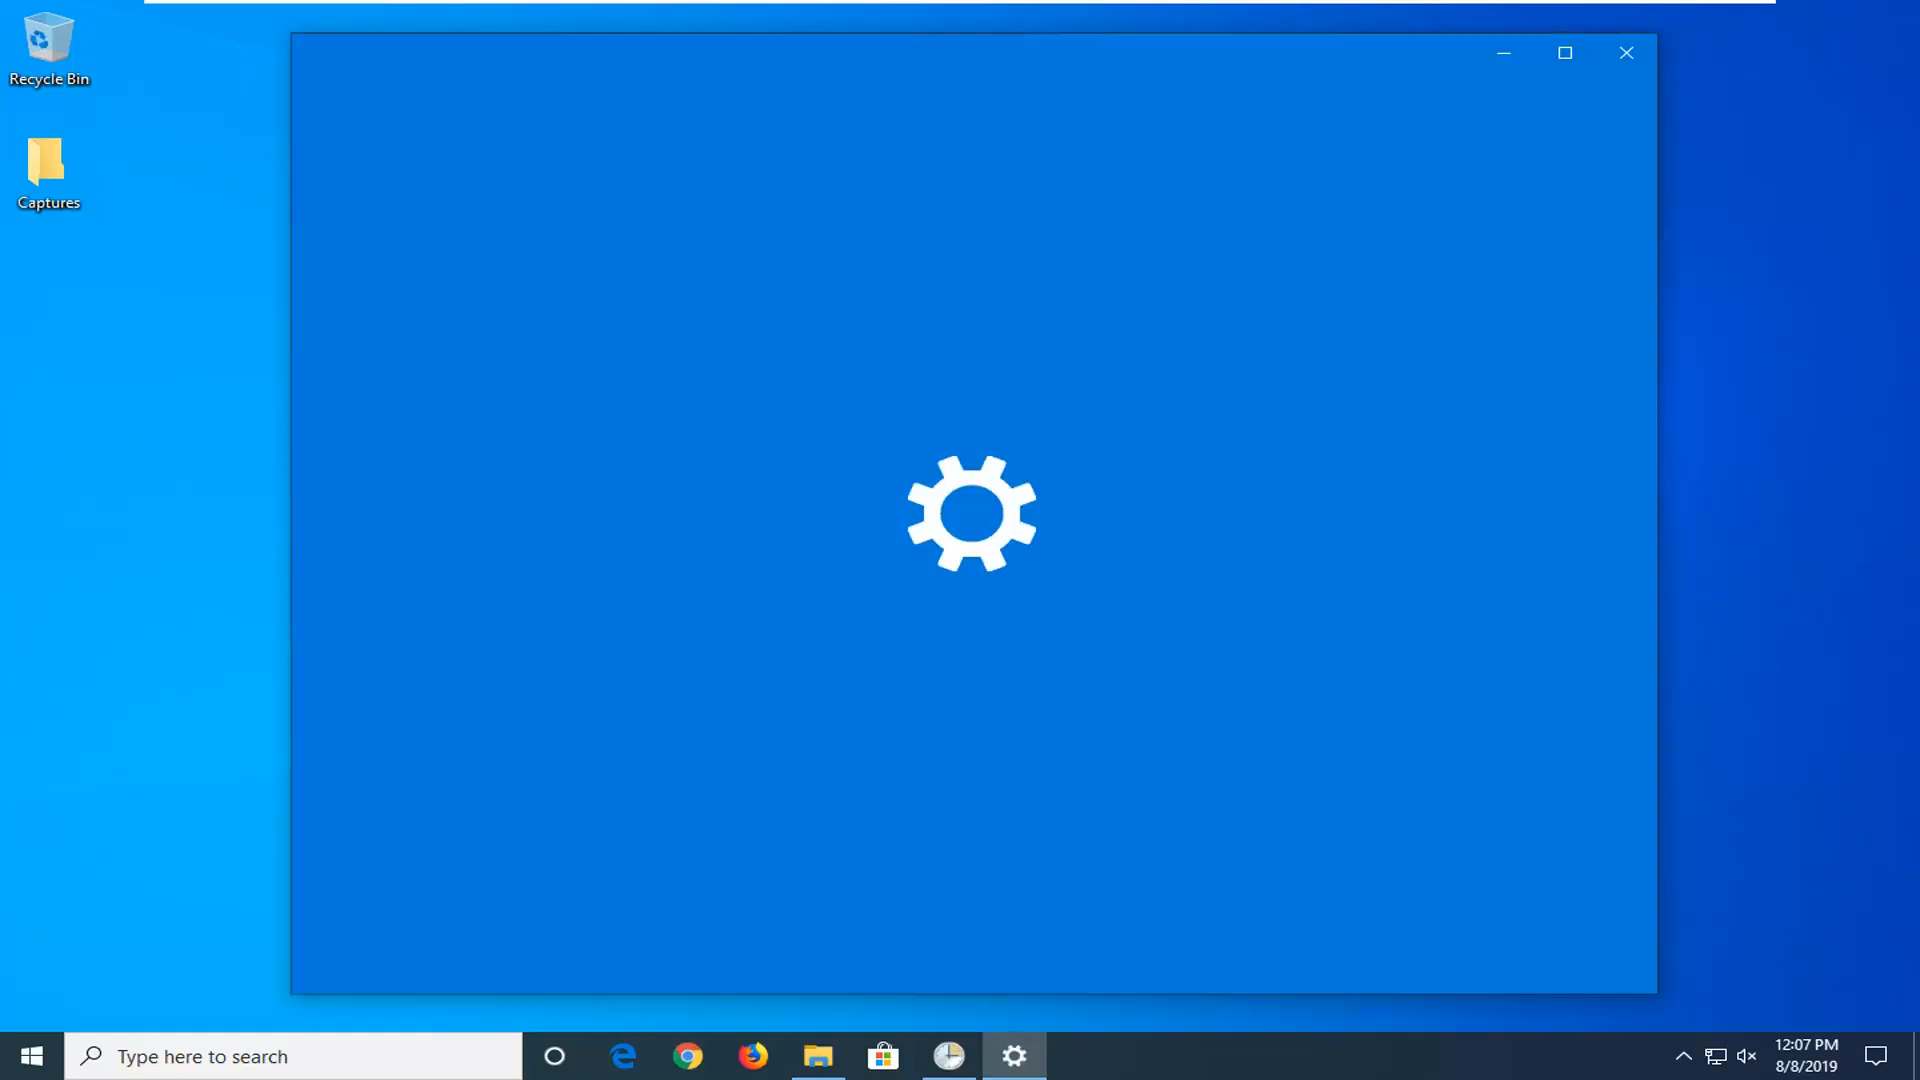 Recycle Bin
Captures
Type here to search
12:07 PM
8/8/2019